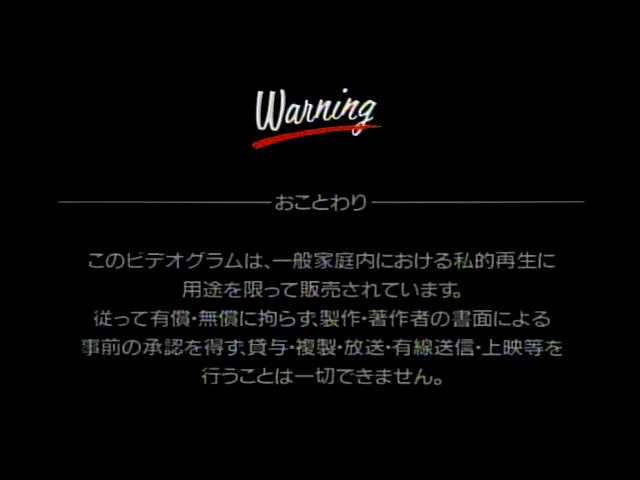 Warning
おことわり
このビデオグラムは、一般家庭内における私的再生に
用途を限って販売されています。
従って有償・無償に拘らず、製作・著作者の書面による
事前の承認を得ず、貸与・複製・放送・有線送信・上映等を
行うことは一切できません。